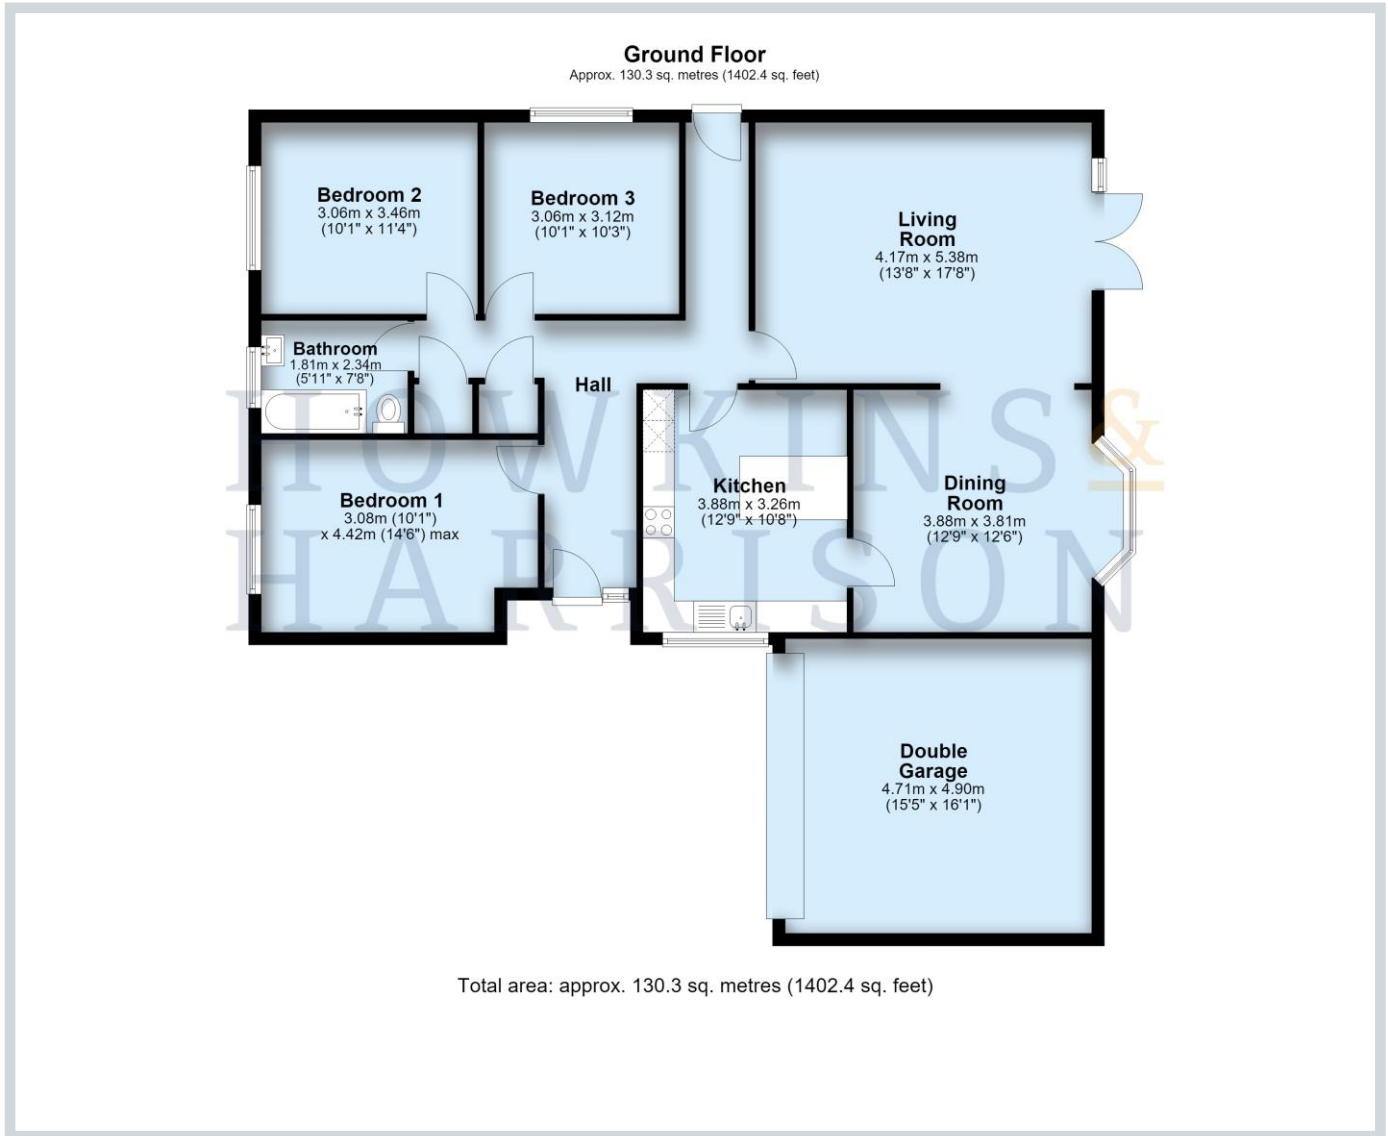 Ground Floor
Approx. 130.3 sq. metres (1402.4 sq. feet)
Bedroom 2
3.06m x 3.46m
(10'1" x 11'4")
Bedroom 3
3.06m x 3.12m
(10'1" x 10'3")
Living
Room
4.17m x 5.38m
(13'8" x 17'8")
Bathroom
1.81m x 2.34m
(5'11" x 7'8")
Hall
Bedroom 1
3.08m (10'1")
x 4.42m (14'6") max
Kitchen
3.88m x 3.26m
(12'9" x 10'8")
Dining
Room
3.88m x 3.81m
(12'9" x 12'6")
HOWKINS &
HARRISON
Double
Garage
4.71m x 4.90m
(15'5" x 16'1")
Total area: approx. 130.3 sq. metres (1402.4 sq. feet)